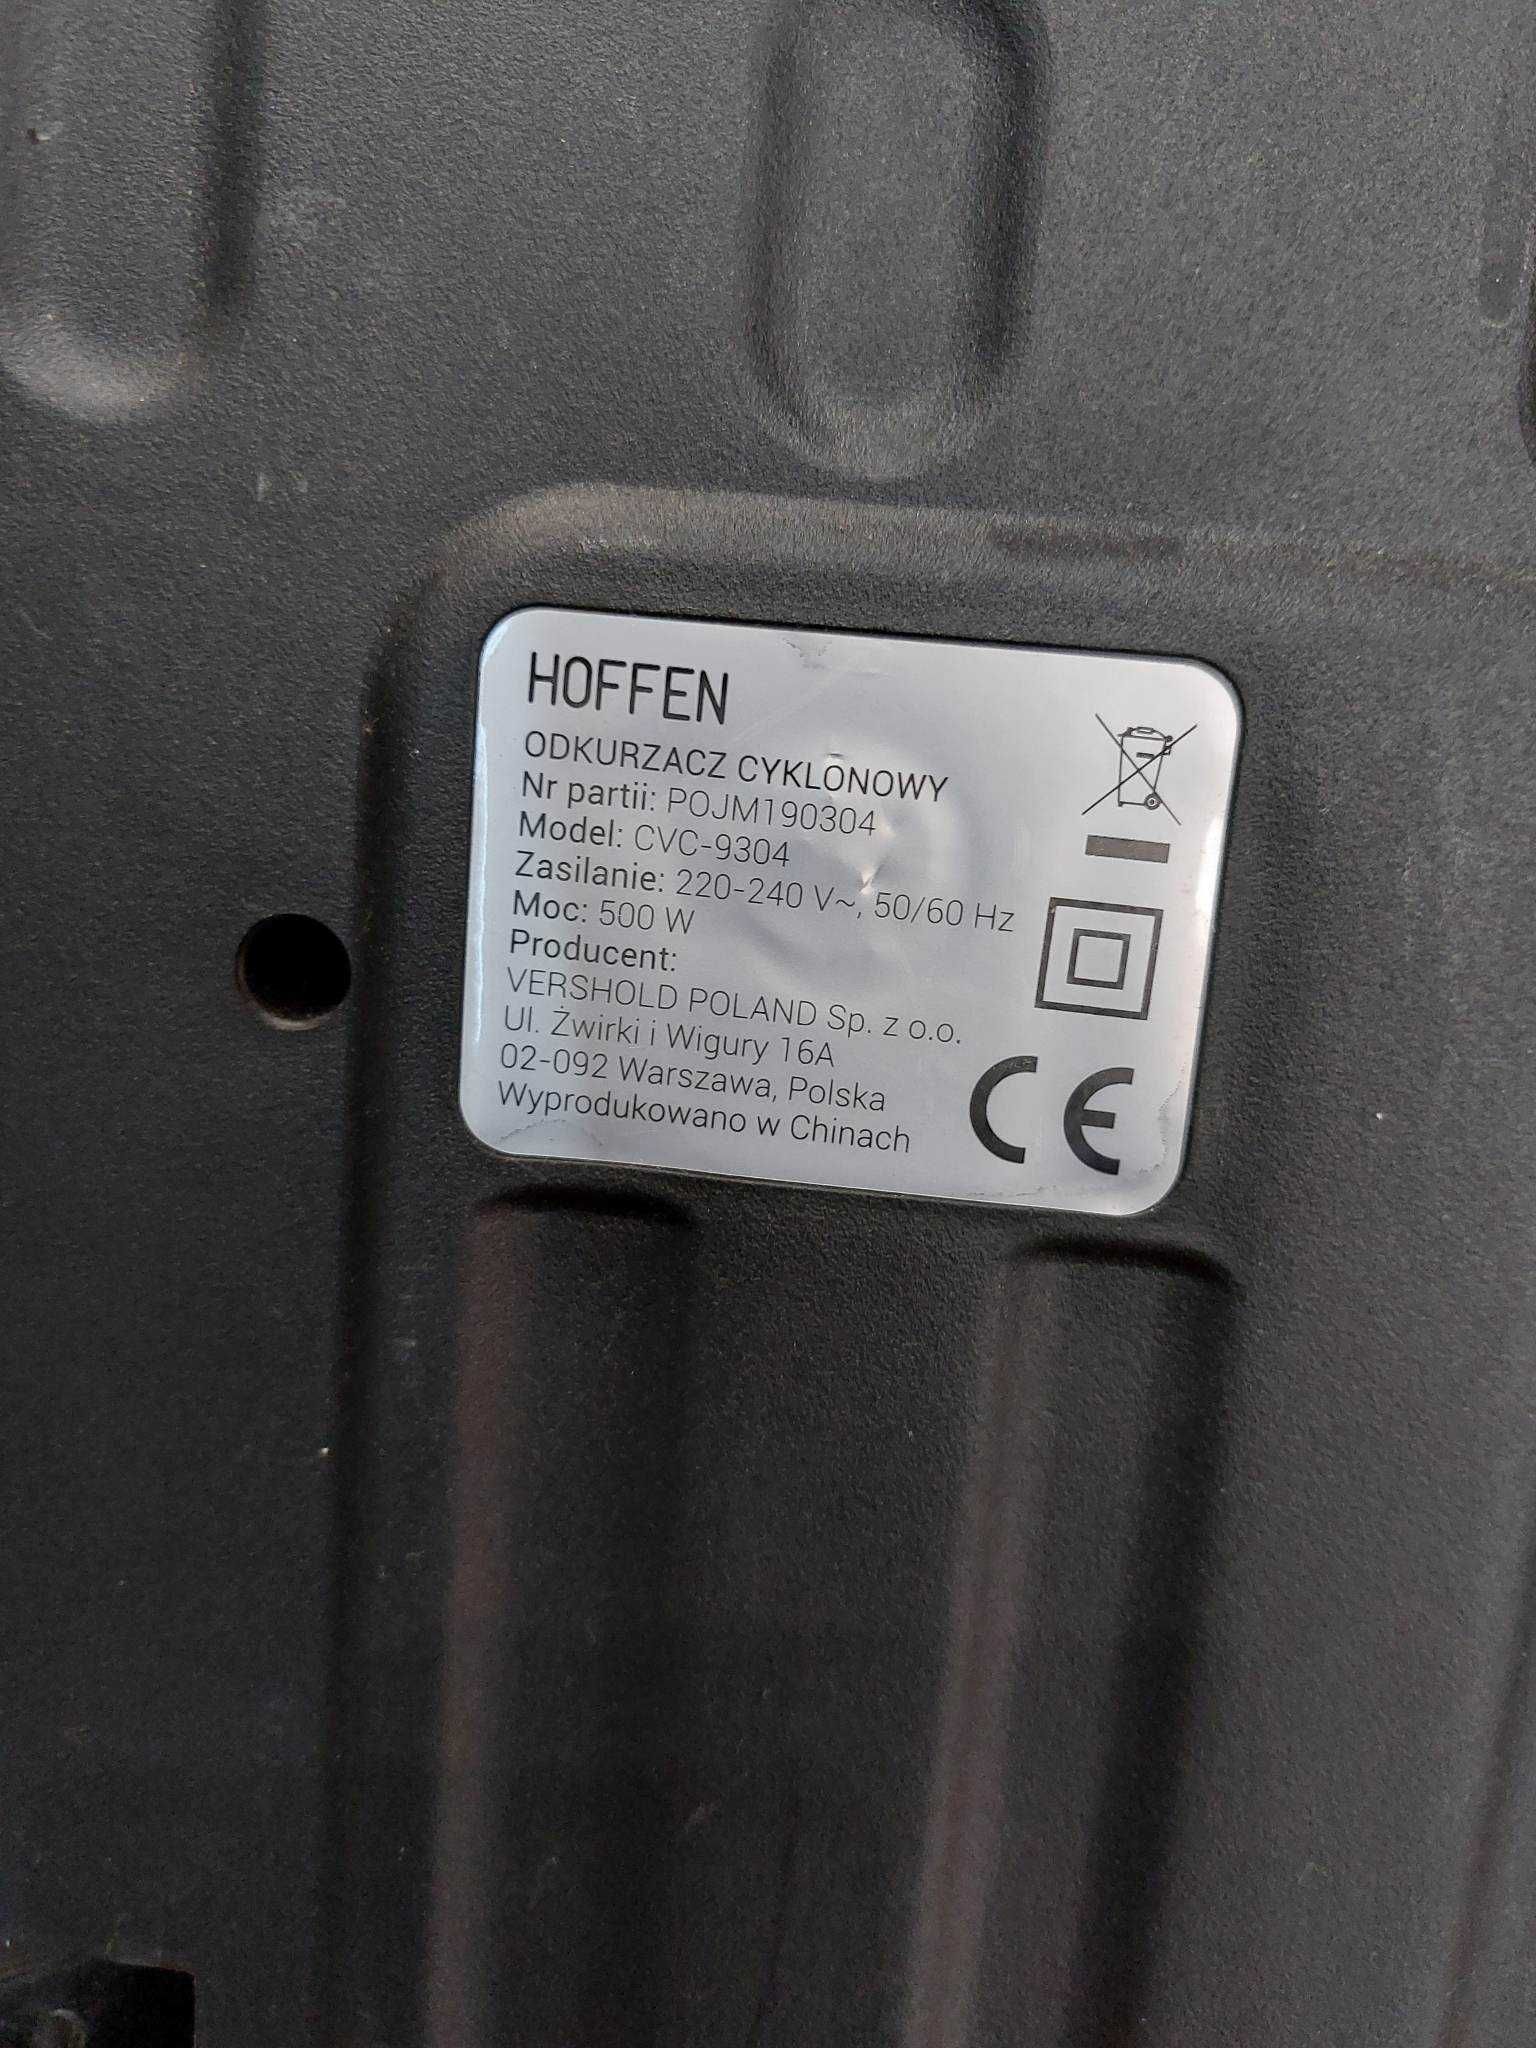 HOFFEN
ODKURZACZ CYKLONOWY
Nr partii: POJM190304
Model: CVC-9304
Zasilanie: 220-240 V~, 50/60 Hz
Moc: 500 W
Producent:
VERSHOLD POLAND Sp. z o.o.
Ul. Żwirki i Wigury 16A
02-092 Warszawa, Polska
Wyprodukowano w Chinach
CE